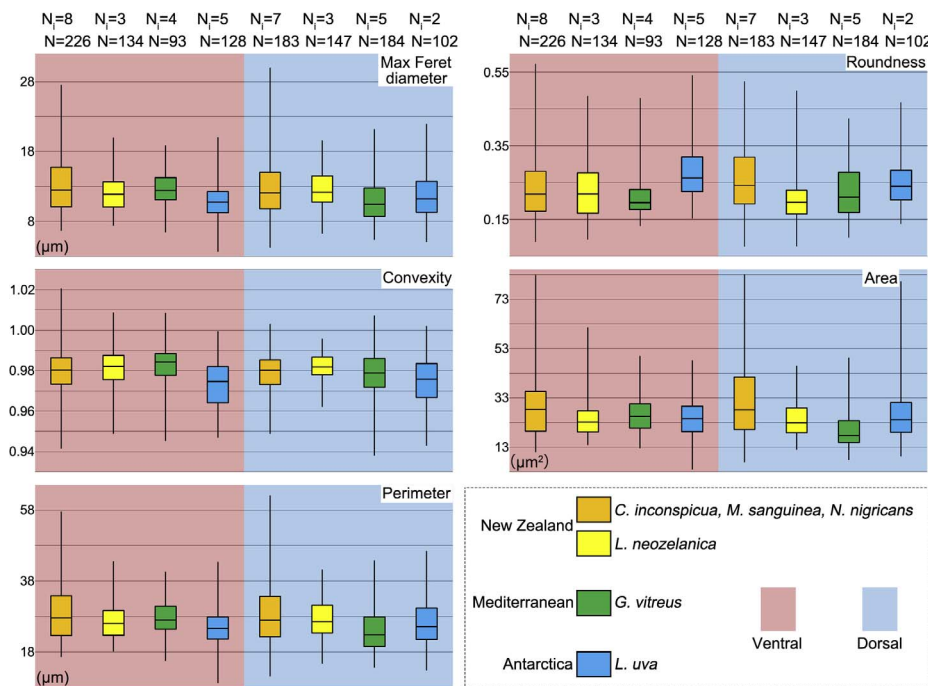 Ni=8 Ni=3 Ni=4 Ni=5 Ni=7 Ni=3 Ni=5 Ni=2
N=226 N=134 N=93 N=128 N=183 N=147 N=184 N=102
Max Feret
diameter
28
18
8
(µm)
Convexity
1.02
1.00
0.98
0.96
0.94
Perimeter
58
38
18
(µm)
Ni=8 Ni=3 Ni=4 Ni=5 Ni=7 Ni=3 Ni=5 Ni=2
N=226 N=134 N=93 N=128 N=183 N=147 N=184 N=102
Roundness
0.55
0.35
0.15
Area
73
53
33
13
(µm²)
New Zealand
C. inconspicua, M. sanguinea, N. nigricans
L. neozelanica
Mediterranean G. vitreus
Antarctica L. uva
Ventral Dorsal